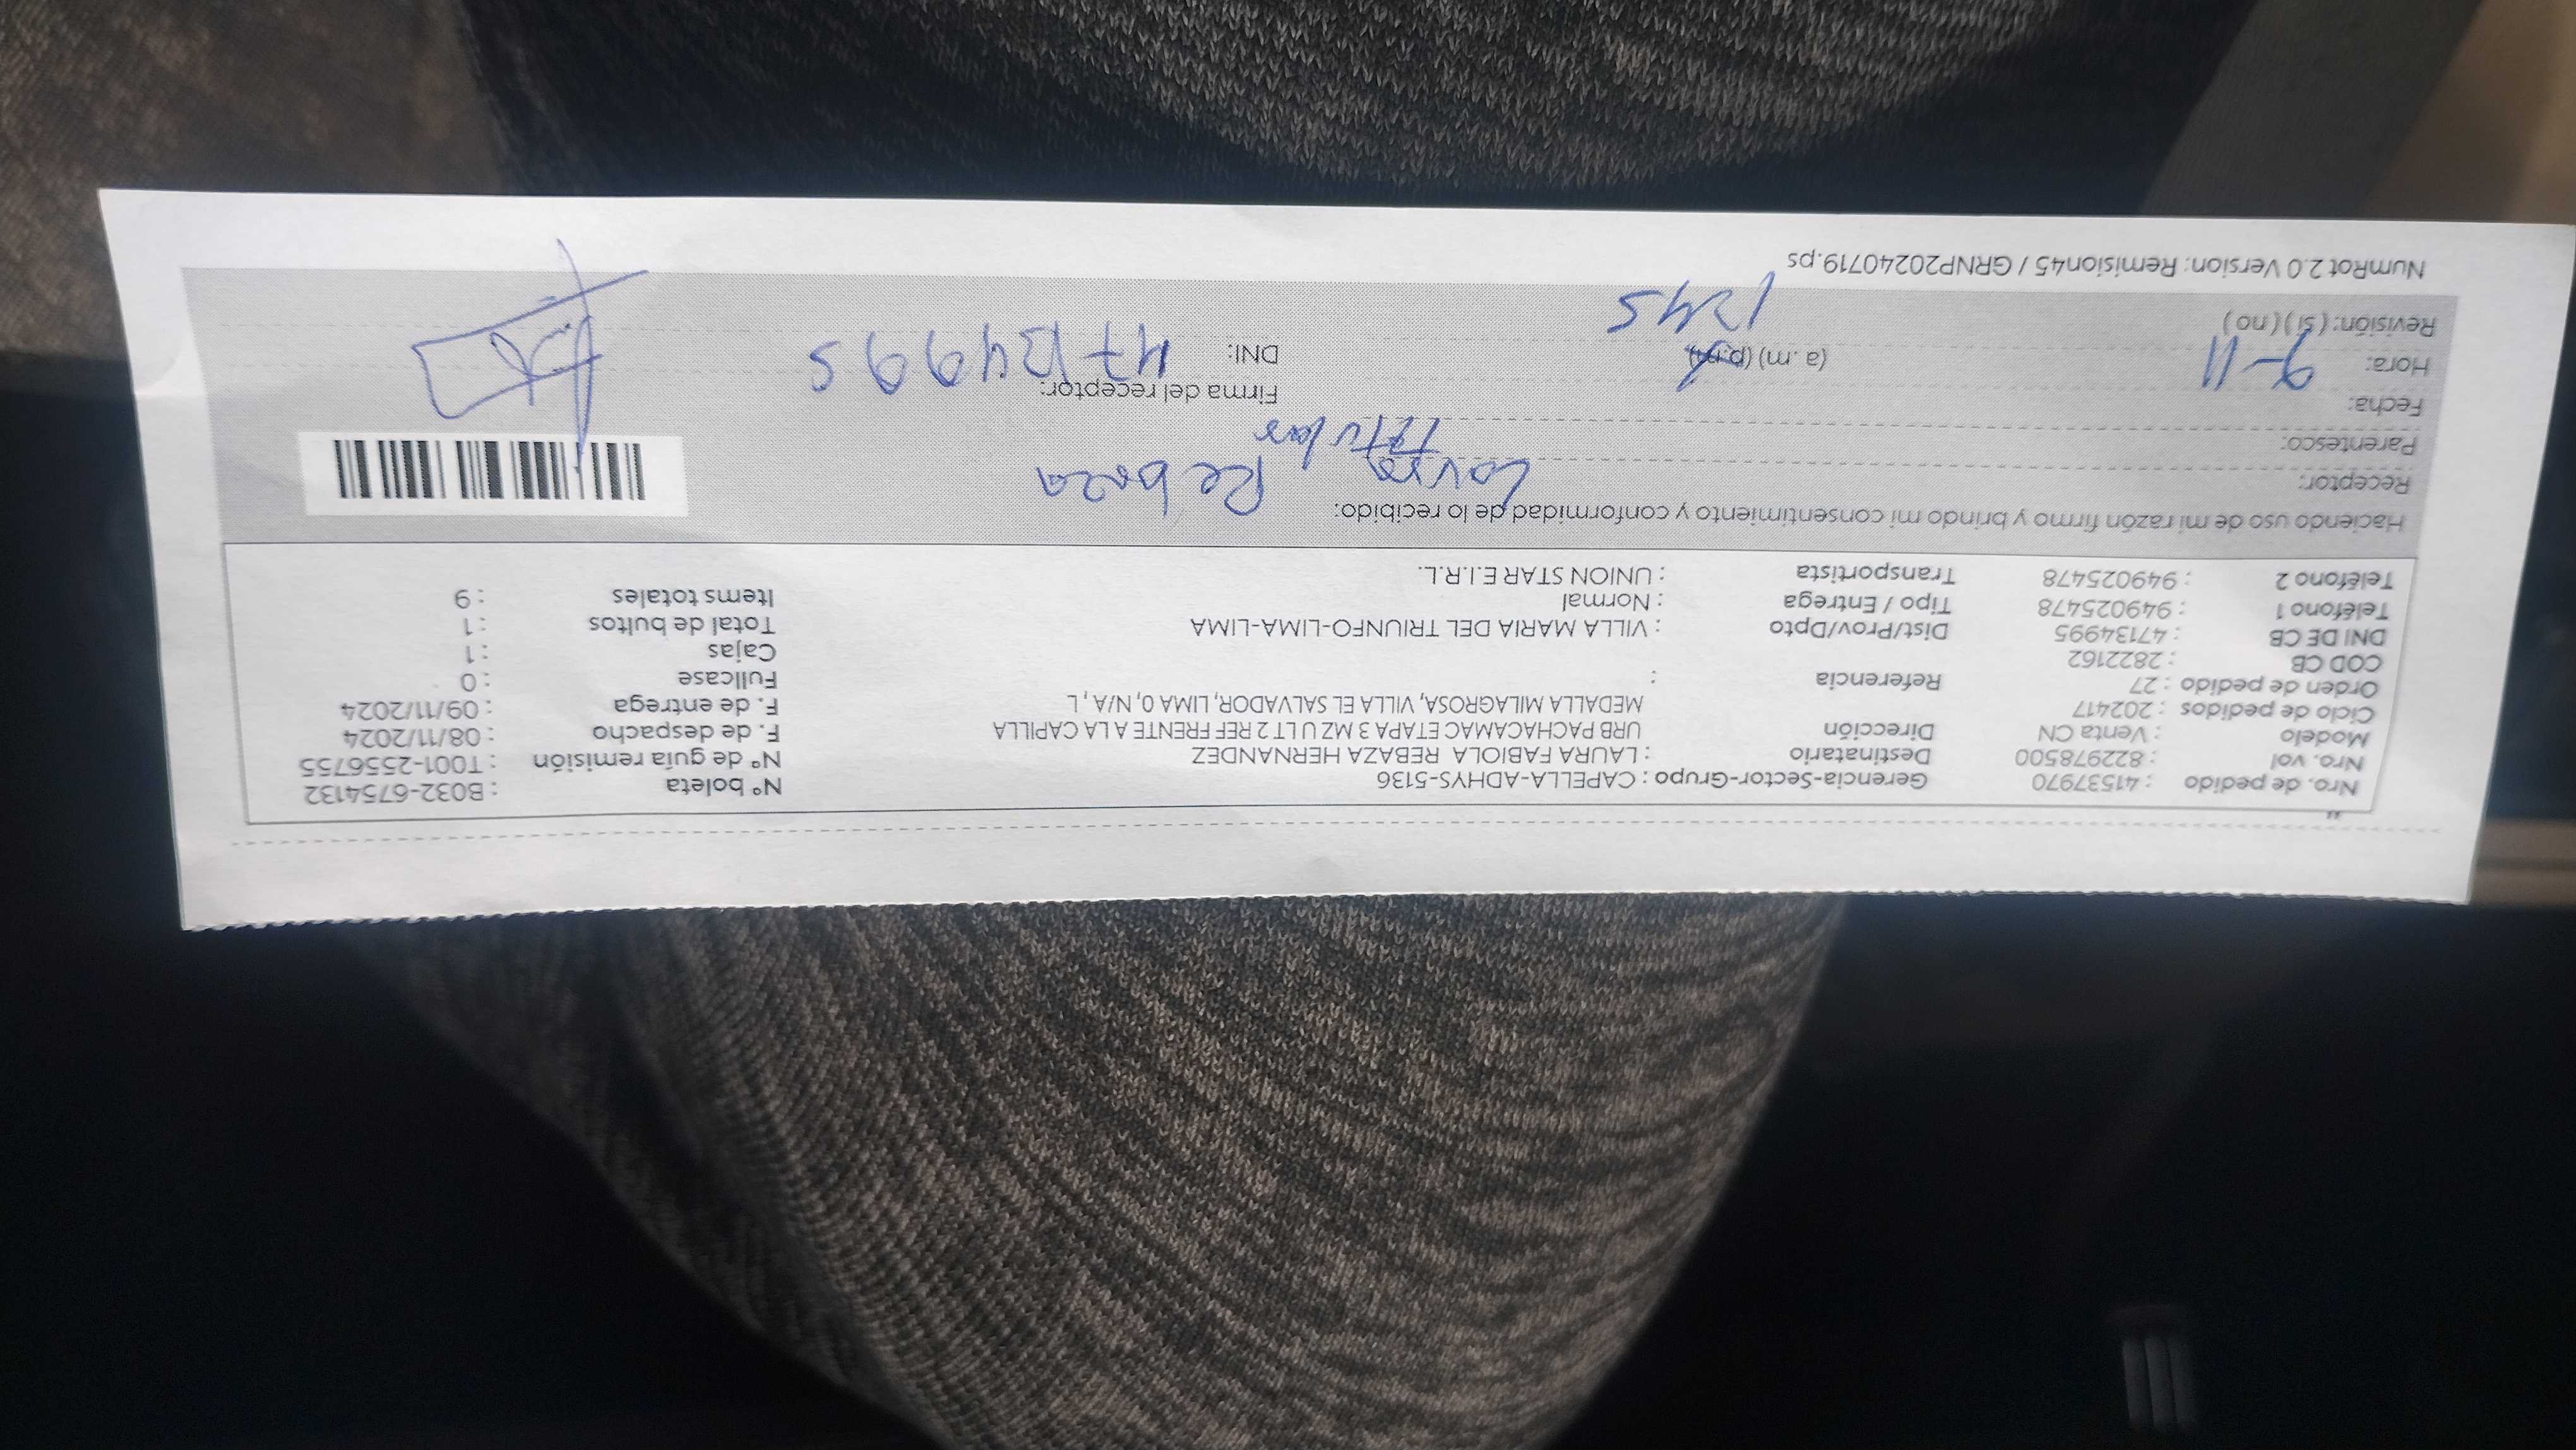 Nro. de pedido : 41537970 Gerencia-Sector-Grupo : CAPELLA-ADHYS-5136 N° boleta : B032-6754132
Nro. vol : 822978500 Destinatario : LAURA FABIOLA REBAZA HERNANDEZ N° de guía remisión : T001-2556755
Modelo : Venta CN Dirección URB PACHACAMAC ETAPA 3 MZ U1 LT 2 REF FRENTE A LA CAPILLA F. de despacho : 08/11/2024
Ciclo de pedidos : 202417 MEDALLA MILAGROSA, VILLA EL SALVADOR, LIMA 0, N/A, L F. de entrega : 09/11/2024
Orden de pedido : 27 Referencia : Fullcase : 0
COD CB : 2822162 Cajas : 1
DNI DE CB : 47134995 Dist/Prov/Dpto : VILLA MARIA DEL TRIUNFO-LIMA-LIMA Total de bultos : 1
Teléfono 1 : 949025478 Tipo / Entrega : Normal Items totales : 9
Teléfono 2 : 949025478 Transportista : UNION STAR E.I.R.L.
Haciendo uso de mi razón firmo y brindo mi consentimiento y conformidad de lo recibido:
Receptor: Laura Rebaza
Parentesco: Titular
Fecha: 9-11 Firma del receptor:
Hora: (a.m) (p.m) DNI: 47134995
Revisión: (si) (no) 1245
NumRot 2.0 Version: Remision45 / GRNP20240719.ps